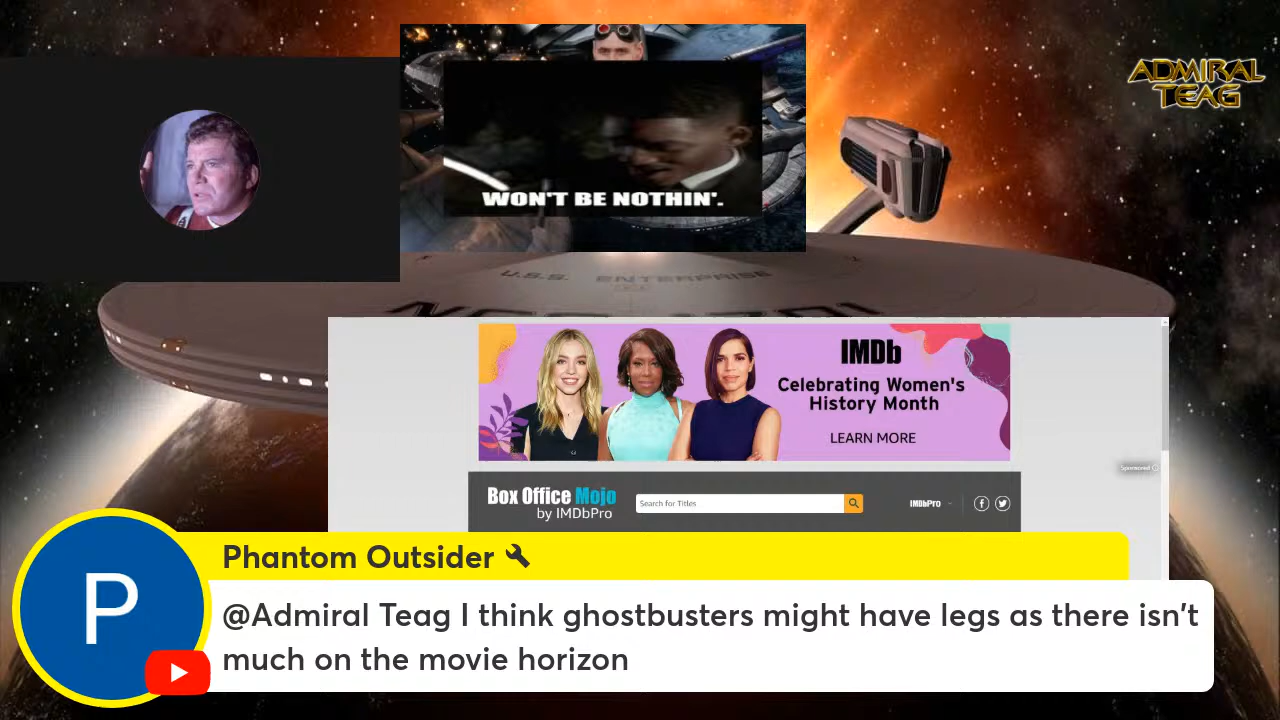 ADMIRAL
TEAG
WON'T BE NOTHIN'.
U.S.S. ENTERPRISE
IMDb
Celebrating Women's
History Month
LEARN MORE
Sponsored
Box Office Mojo
by IMDbPro
Search for Titles
IMDbPro
Phantom Outsider
P
@Admiral Teag I think ghostbusters might have legs as there isn't
much on the movie horizon